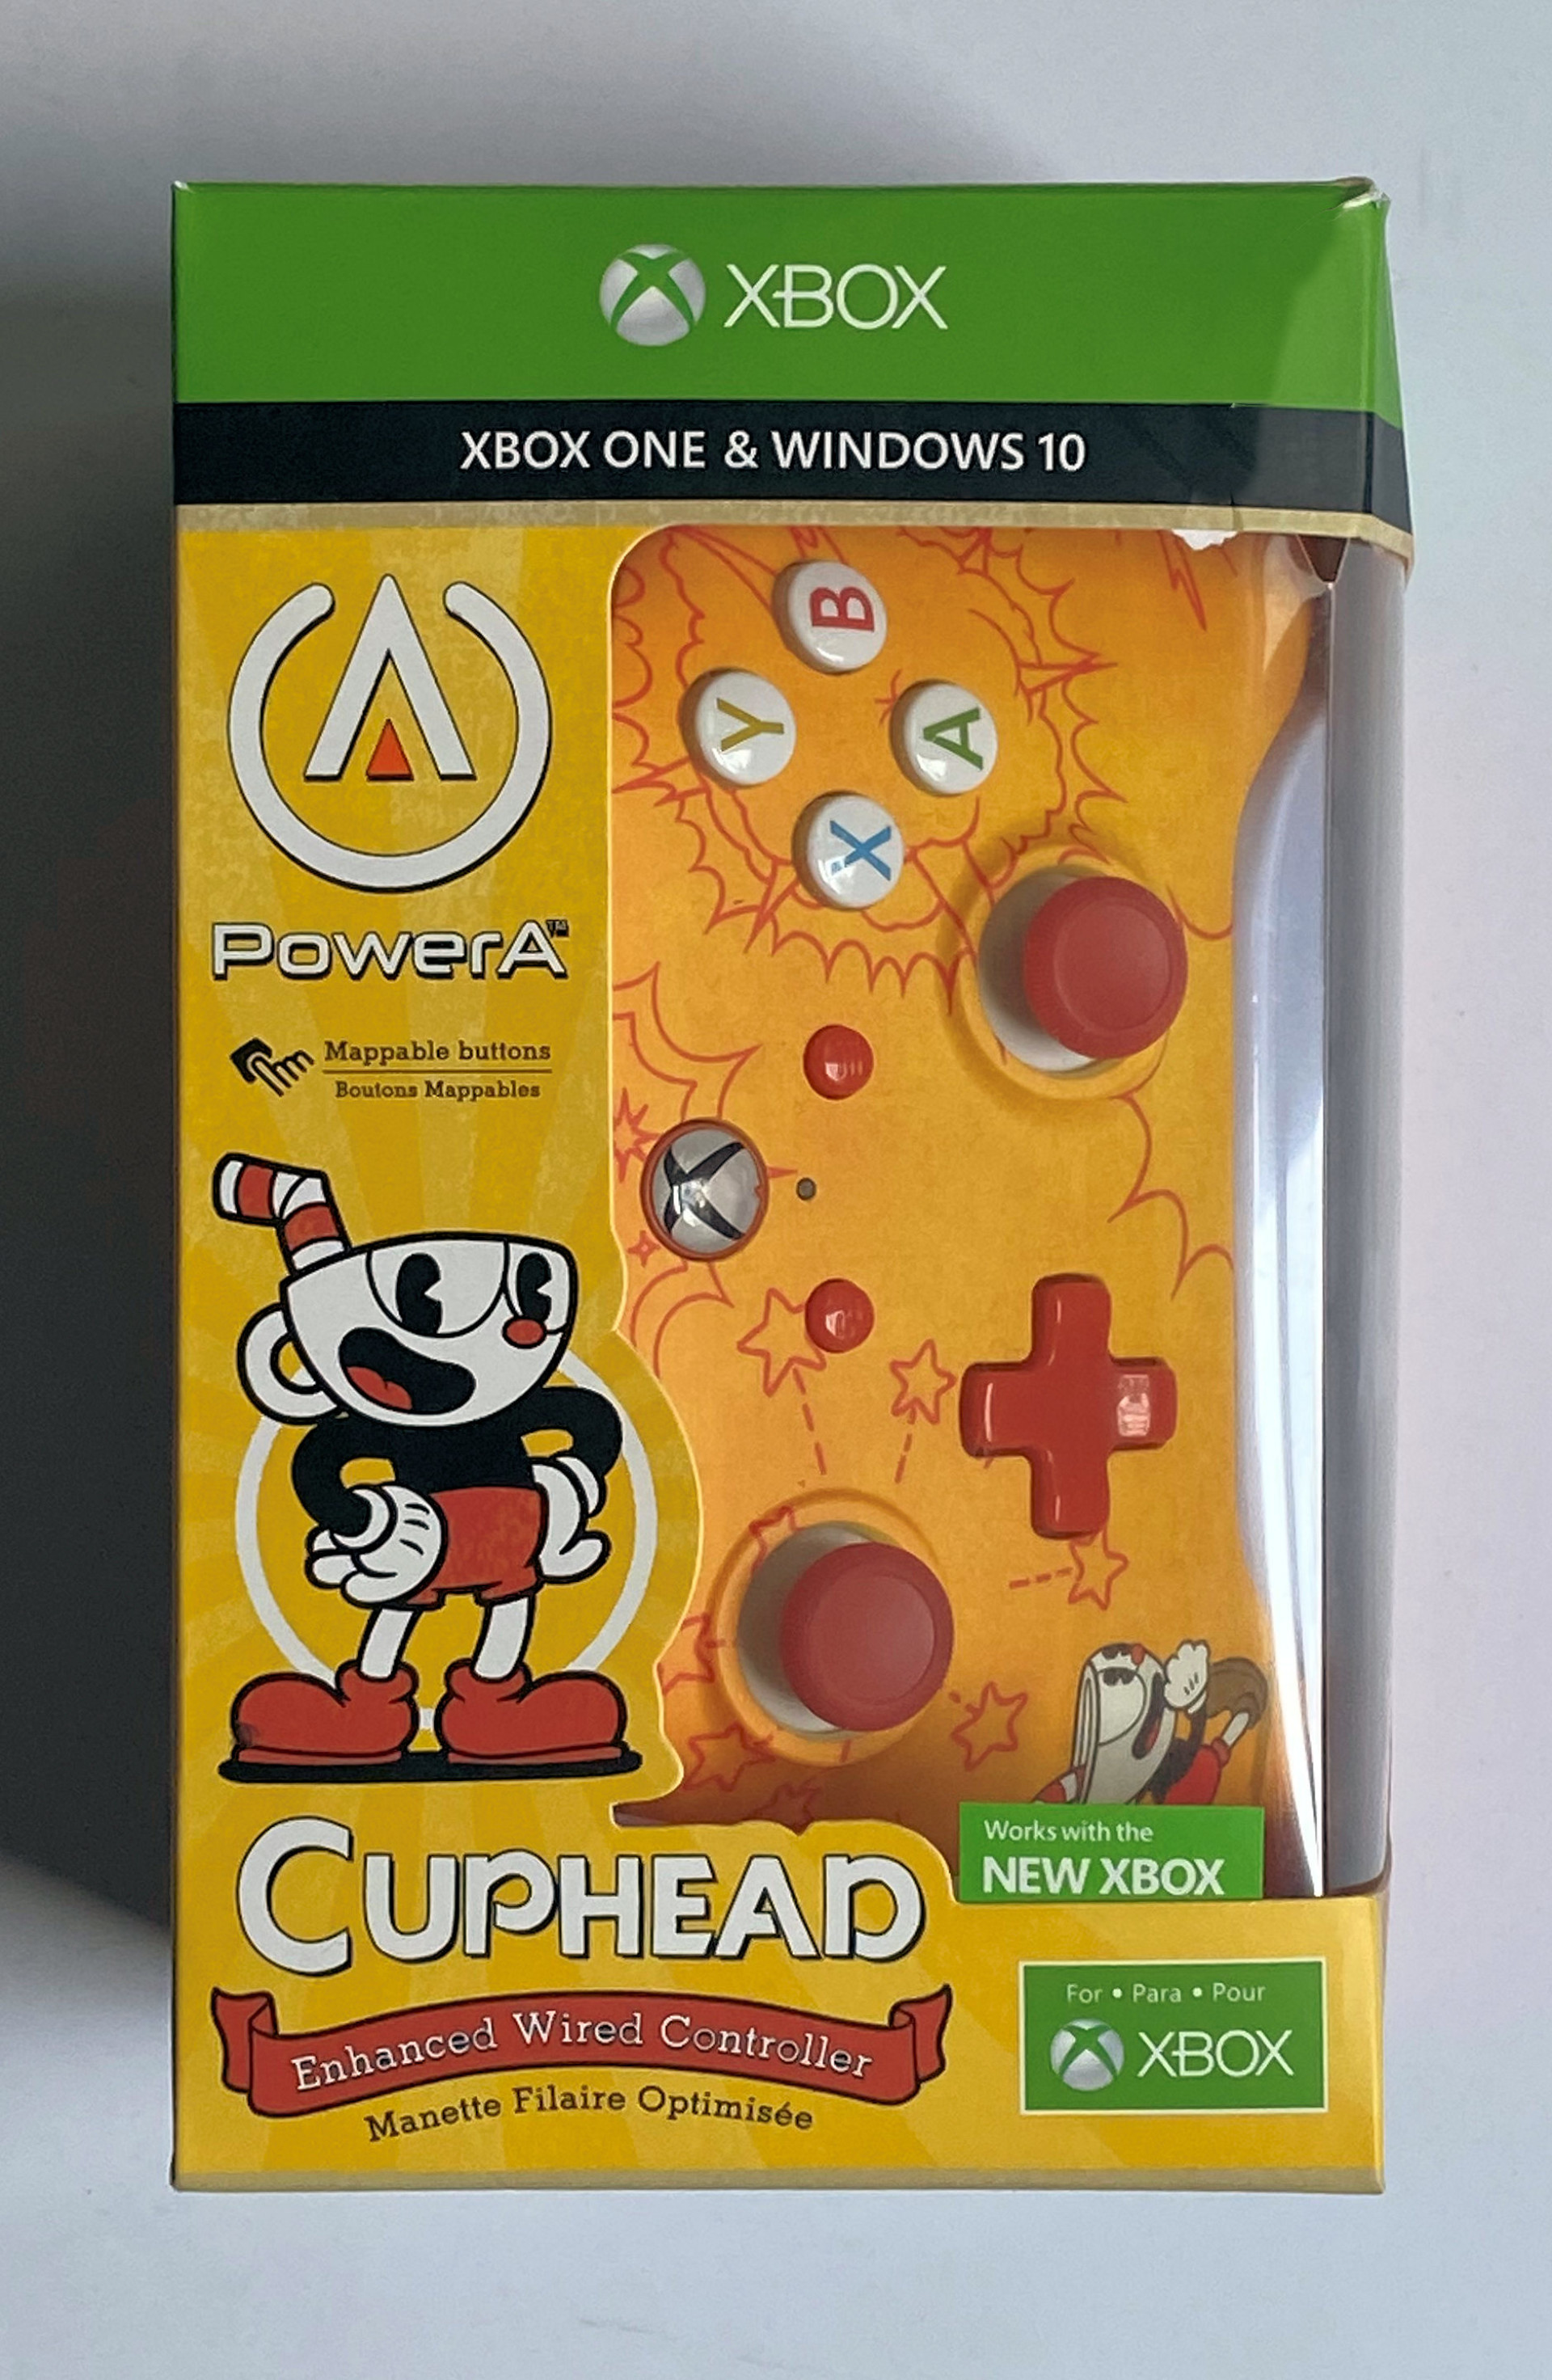 XBOX
XBOX ONE & WINDOWS 10
PowerA™
Mappable buttons
Boutons Mappables
B
Y
A
X
CUPHEAD
Enhanced Wired Controller
Manette Filaire Optimisée
Works with the
NEW XBOX
For • Para • Pour
XBOX